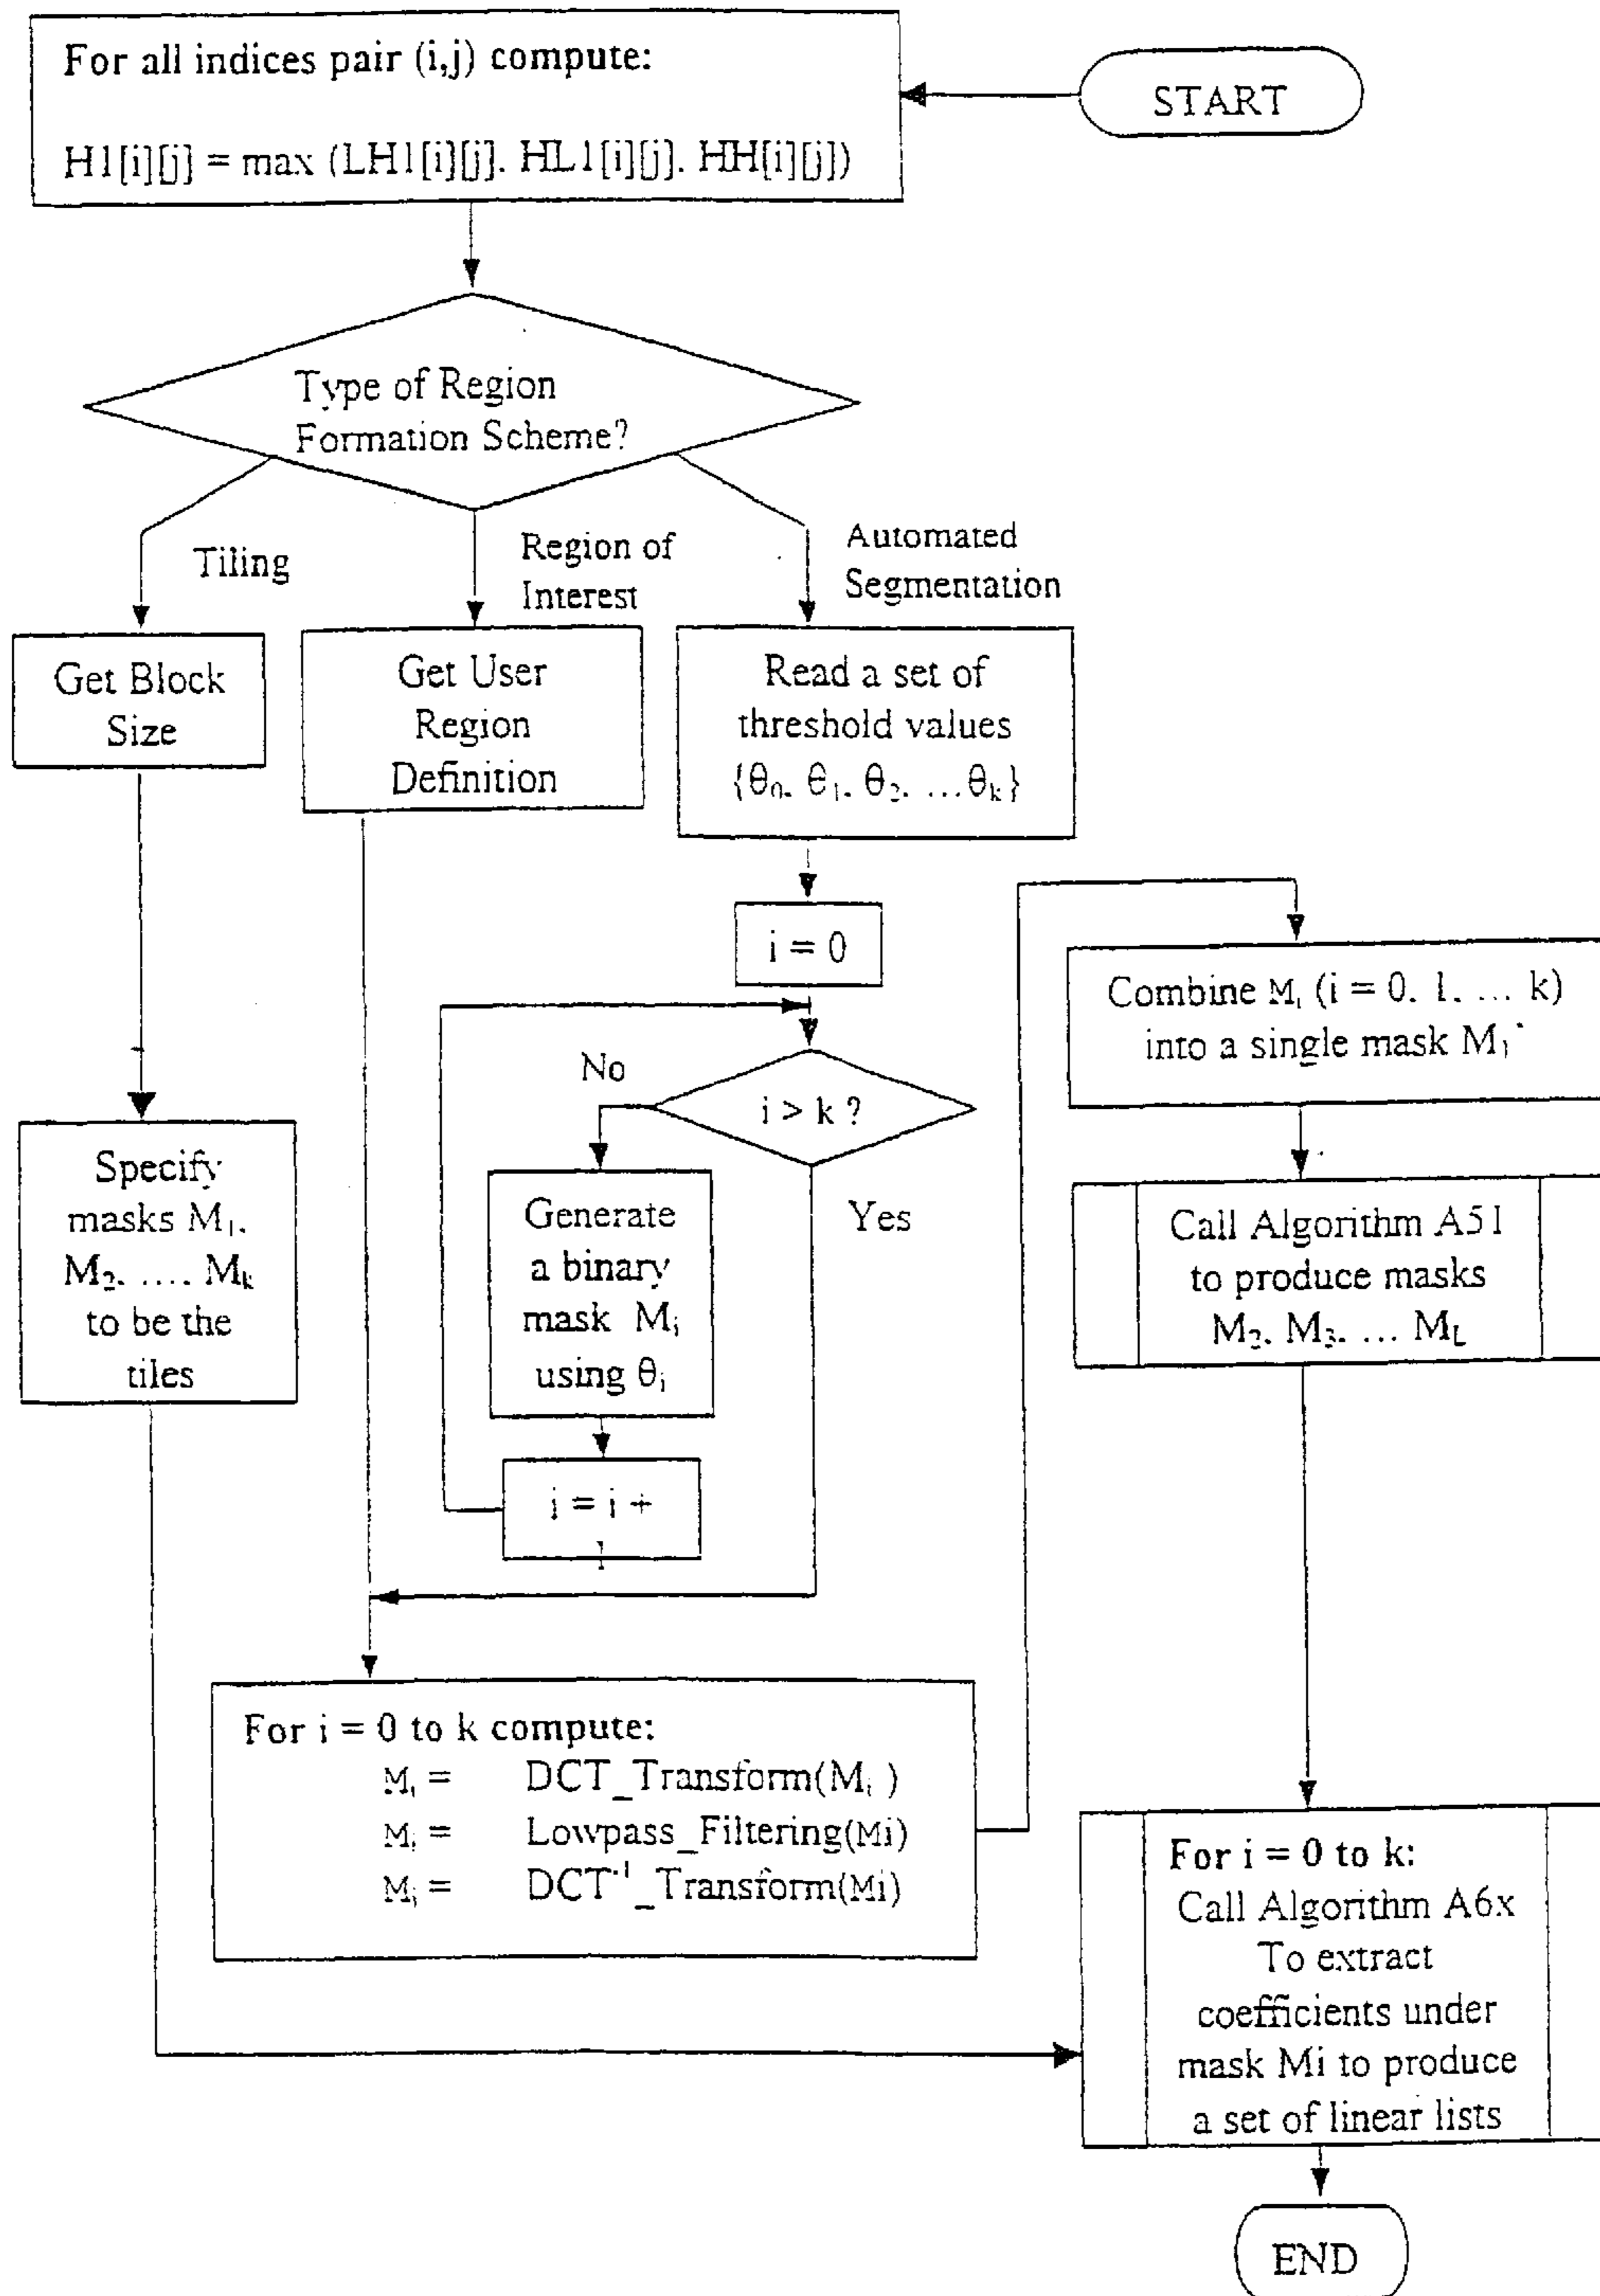 For all indices pair (i,j) compute:
H1[i][j] = max (LH1[i][j]. HL1[i][j]. HH[i][j])
START
Type of Region
Formation Scheme?
Tiling
Region of
Interest
Automated
Segmentation
Get Block
Size
Get User
Region
Definition
Read a set of
threshold values
{θ₀. θ₁. θ₂. ...θₖ}
i = 0
No
i > k ?
Yes
Generate
a binary
mask Mᵢ
using θᵢ
i = i +
1
Specify
masks M₁.
M₂. .... Mₖ
to be the
tiles
Combine Mᵢ (i = 0. 1. ... k)
into a single mask M₁
Call Algorithm A51
to produce masks
M₂. M₃. ... M_L
For i = 0 to k compute:
Mᵢ = DCT_Transform(Mᵢ )
Mᵢ = Lowpass_Filtering(Mi)
Mᵢ = DCT⁻¹_Transform(Mi)
For i = 0 to k:
Call Algorithm A6x
To extract
coefficients under
mask Mi to produce
a set of linear lists
END